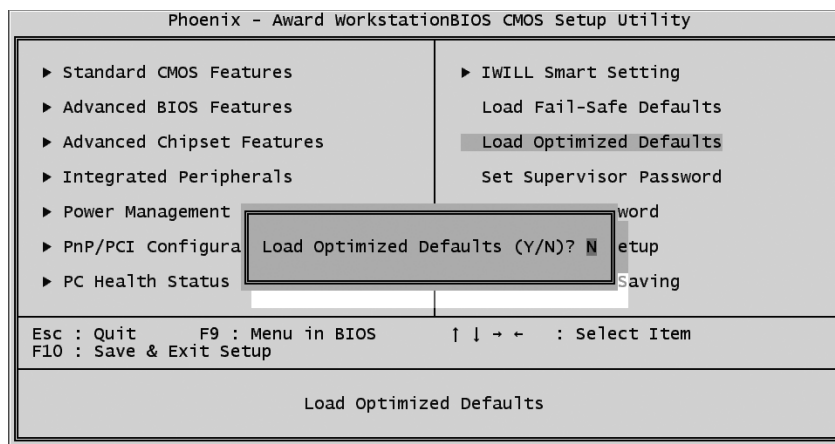 Phoenix - Award WorkstationBIOS CMOS Setup Utility
▶ Standard CMOS Features
▶ Advanced BIOS Features
▶ Advanced Chipset Features
▶ Integrated Peripherals
▶ Power Management
▶ PnP/PCI Configura
▶ PC Health Status
▶ IWILL Smart Setting
Load Fail-Safe Defaults
Load Optimized Defaults
Set Supervisor Password
word
etup
Saving
Load Optimized Defaults (Y/N)? N
Esc : Quit F9 : Menu in BIOS ↑ ↓ → ← : Select Item
F10 : Save & Exit Setup
Load Optimized Defaults